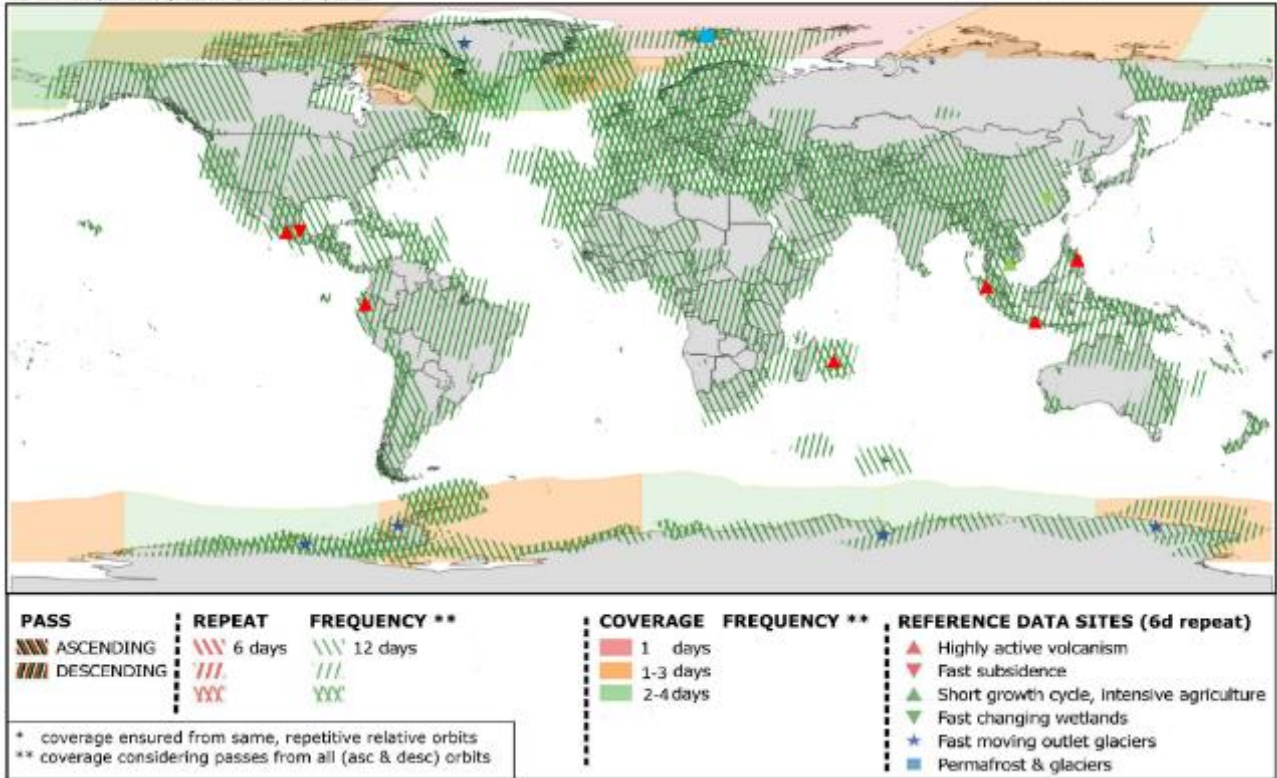 PASS
ASCENDING
DESCENDING
REPEAT FREQUENCY **
6 days 12 days
COVERAGE FREQUENCY **
1 days
1-3 days
2-4 days
REFERENCE DATA SITES (6d repeat)
Highly active volcanism
Fast subsidence
Short growth cycle, intensive agriculture
Fast changing wetlands
Fast moving outlet glaciers
Permafrost & glaciers
* coverage ensured from same, repetitive relative orbits
** coverage considering passes from all (asc & desc) orbits